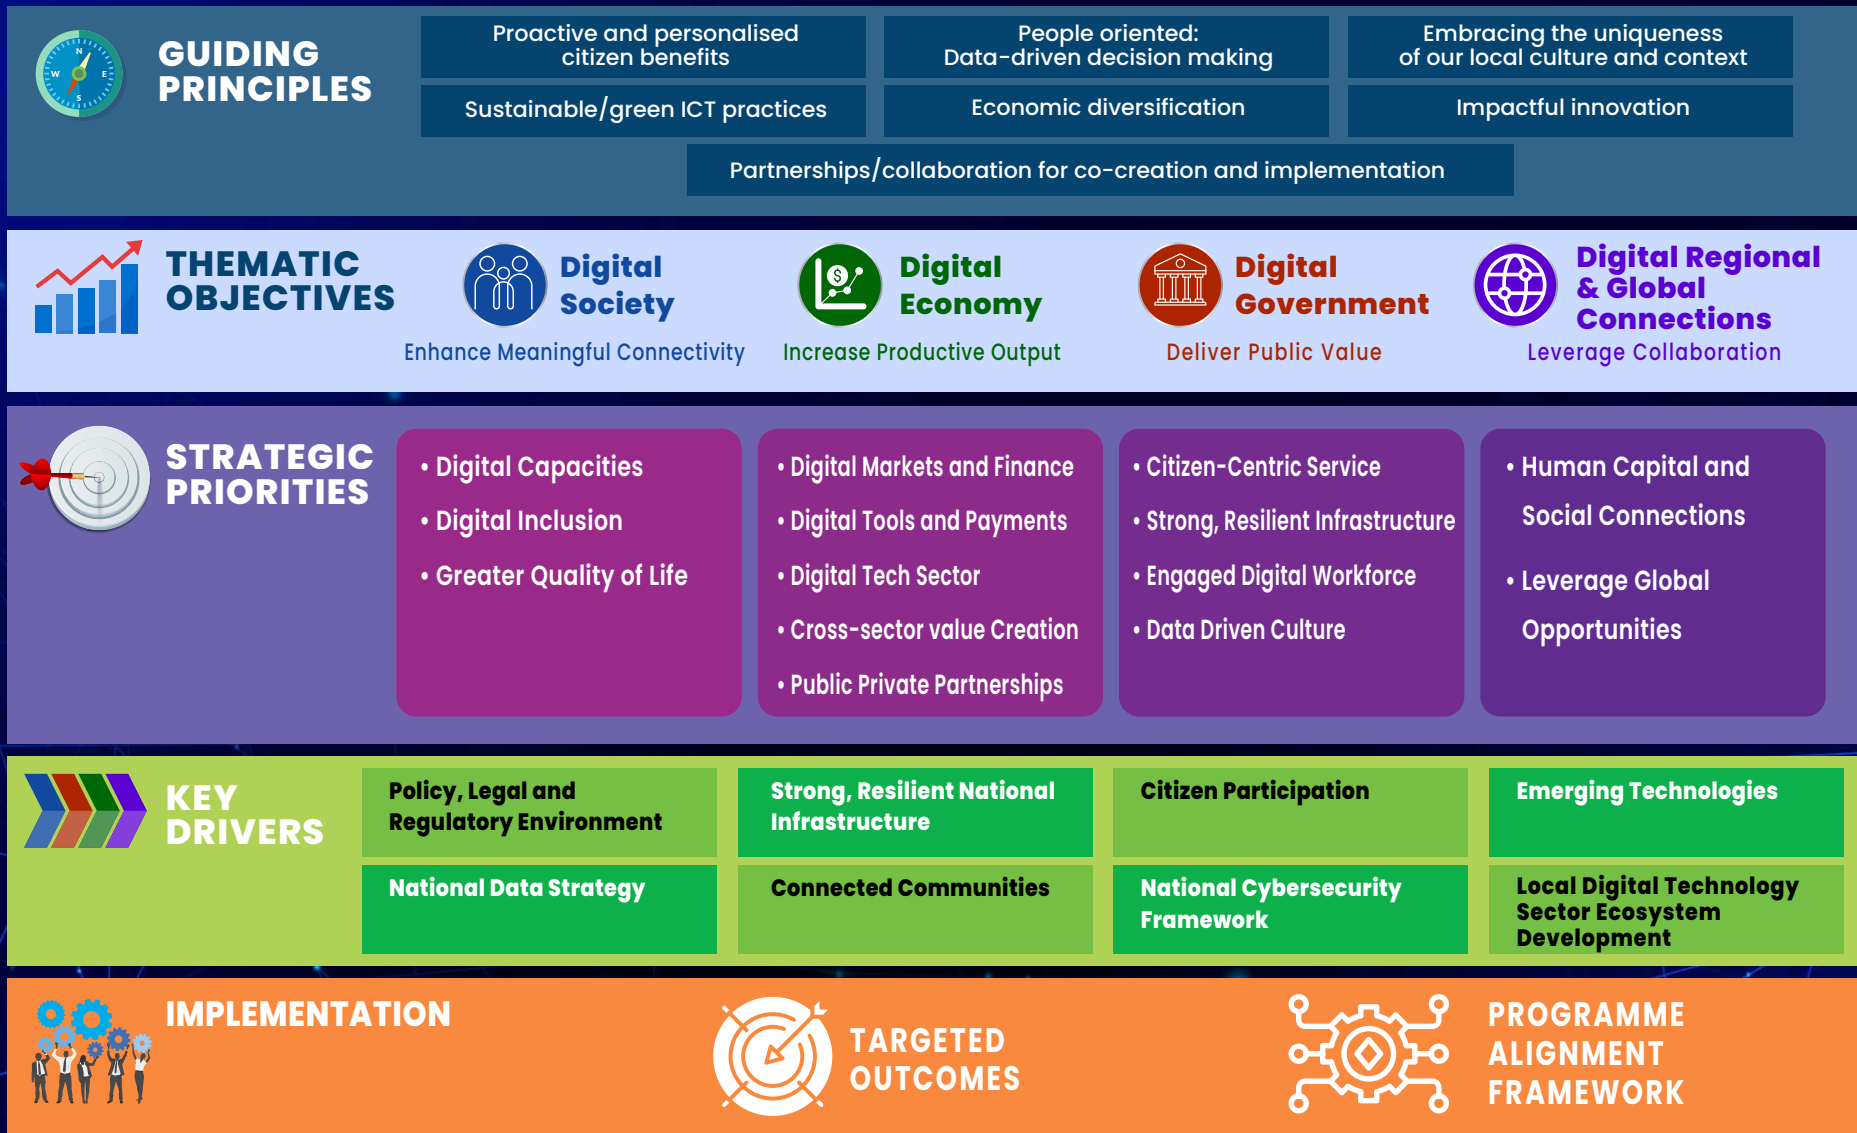 GUIDING
PRINCIPLES
N
W
E
S
Proactive and personalised
citizen benefits
People oriented:
Data-driven decision making
Embracing the uniqueness
of our local culture and context
Sustainable/green ICT practices
Economic diversification
Impactful innovation
Partnerships/collaboration for co-creation and implementation
THEMATIC
OBJECTIVES
Digital
Society
Enhance Meaningful Connectivity
$
Digital
Economy
Increase Productive Output
Digital
Government
Deliver Public Value
Digital Regional
& Global
Connections
Leverage Collaboration
STRATEGIC
PRIORITIES
• Digital Capacities
• Digital Inclusion
• Greater Quality of Life
• Digital Markets and Finance
• Digital Tools and Payments
• Digital Tech Sector
• Cross-sector value Creation
• Public Private Partnerships
• Citizen-Centric Service
• Strong, Resilient Infrastructure
• Engaged Digital Workforce
• Data Driven Culture
• Human Capital and
Social Connections
• Leverage Global
Opportunities
KEY
DRIVERS
Policy, Legal and
Regulatory Environment
Strong, Resilient National
Infrastructure
Citizen Participation
Emerging Technologies
National Data Strategy
Connected Communities
National Cybersecurity
Framework
Local Digital Technology
Sector Ecosystem
Development
IMPLEMENTATION
TARGETED
OUTCOMES
PROGRAMME
ALIGNMENT
FRAMEWORK